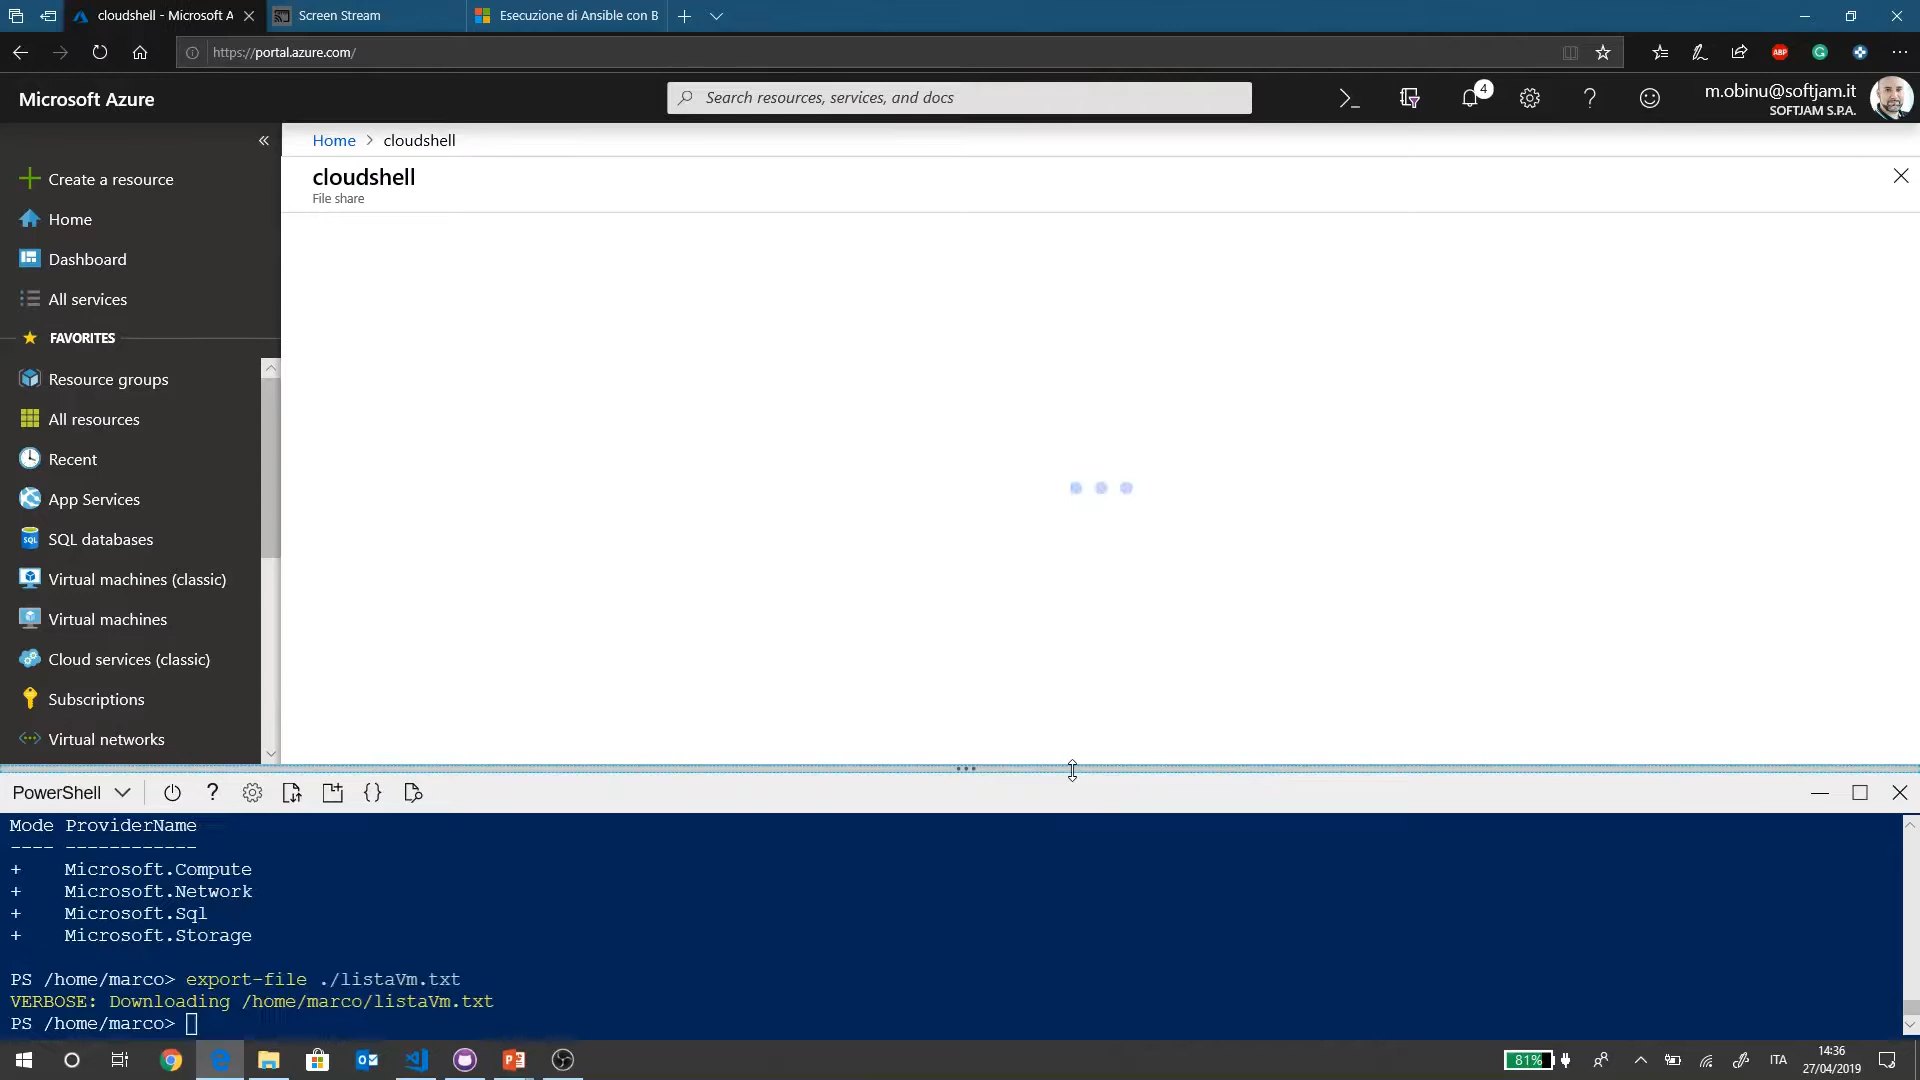 cloudshell - Microsoft A
Screen Stream
Esecuzione di Ansible con B
https://portal.azure.com/
ABP
G
Microsoft Azure
Search resources, services, and docs
4
m.obinu@softjam.it
SOFTJAM S.P.A.
Home > cloudshell
cloudshell
File share
Create a resource
Home
Dashboard
All services
FAVORITES
Resource groups
All resources
Recent
App Services
SQL databases
Virtual machines (classic)
Virtual machines
Cloud services (classic)
Subscriptions
Virtual networks
PowerShell
Mode ProviderName
---- ------------
+    Microsoft.Compute
+    Microsoft.Network
+    Microsoft.Sql
+    Microsoft.Storage
PS /home/marco> export-file ./listaVm.txt
VERBOSE: Downloading /home/marco/listaVm.txt
PS /home/marco>
81%
ITA
14:36
27/04/2019